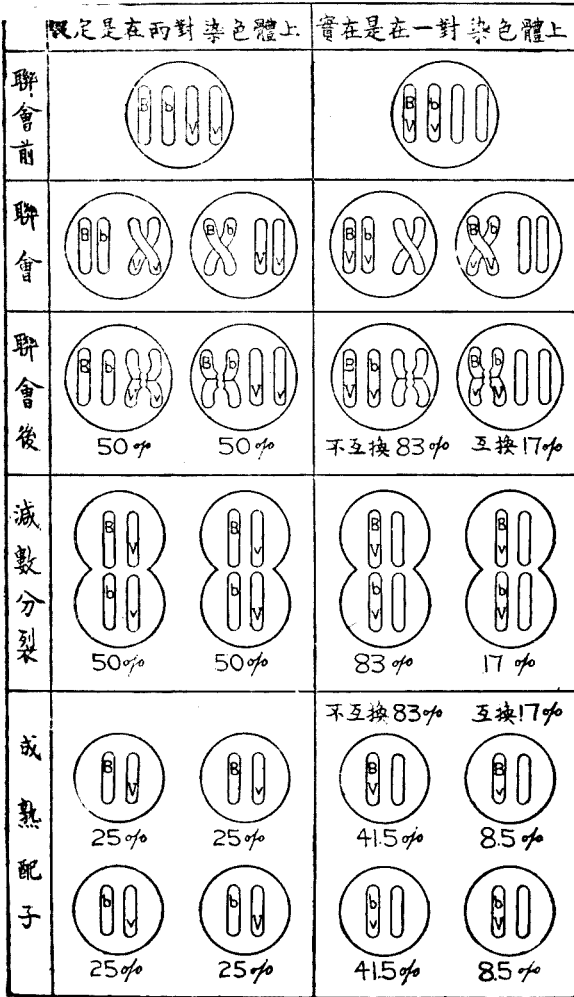 假定是在兩對染色體上 實在是在一對染色體上
聯會前
B b V v
B b
V v
聯會
B b V v
B b V v
B b
V v
B b
V v
聯會後
B b V v
B b V v
B b
V v
B b
v V
50% 50% 不互換83% 互換17%
減數分裂
B V
B v
B
V
B
v
b v
b V
b
v
b
V
50% 50% 83% 17%
成熟配子
不互換83% 互換17%
B V
B v
B
V
B
v
25% 25% 41.5% 8.5%
b v
b V
b
v
b
V
25% 25% 41.5% 8.5%